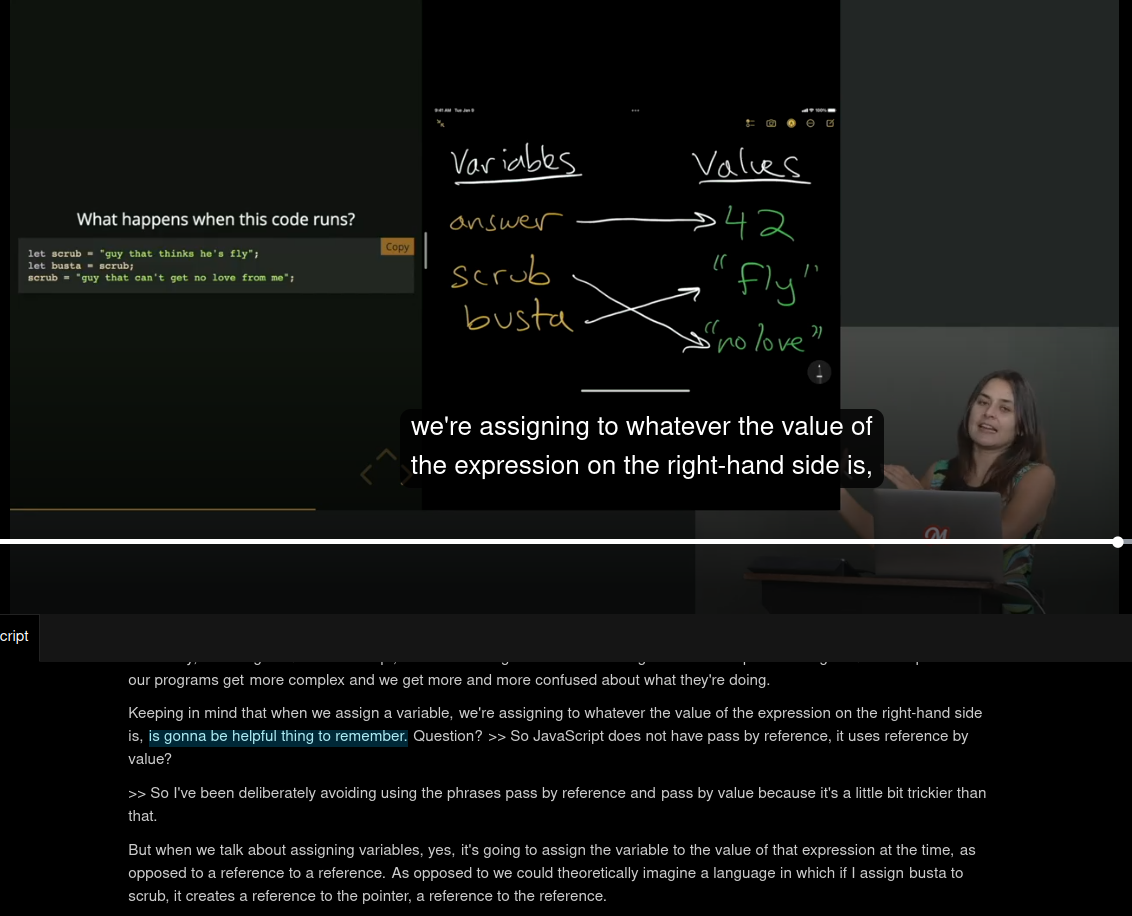 9:41 AM Tue Jan 9
100%
Variables
Values
What happens when this code runs?
Copy
let scrub = "guy that thinks he's fly";
let busta = scrub;
scrub = "guy that can't get no love from me";
answer
42
scrub
"fly"
busta
"no love"
we're assigning to whatever the value of
the expression on the right-hand side is,
cript
our programs get more complex and we get more and more confused about what they're doing.
Keeping in mind that when we assign a variable, we're assigning to whatever the value of the expression on the right-hand side
is, is gonna be helpful thing to remember. Question? >> So JavaScript does not have pass by reference, it uses reference by
value?
>> So I've been deliberately avoiding using the phrases pass by reference and pass by value because it's a little bit trickier than
that.
But when we talk about assigning variables, yes, it's going to assign the variable to the value of that expression at the time, as
opposed to a reference to a reference. As opposed to we could theoretically imagine a language in which if I assign busta to
scrub, it creates a reference to the pointer, a reference to the reference.